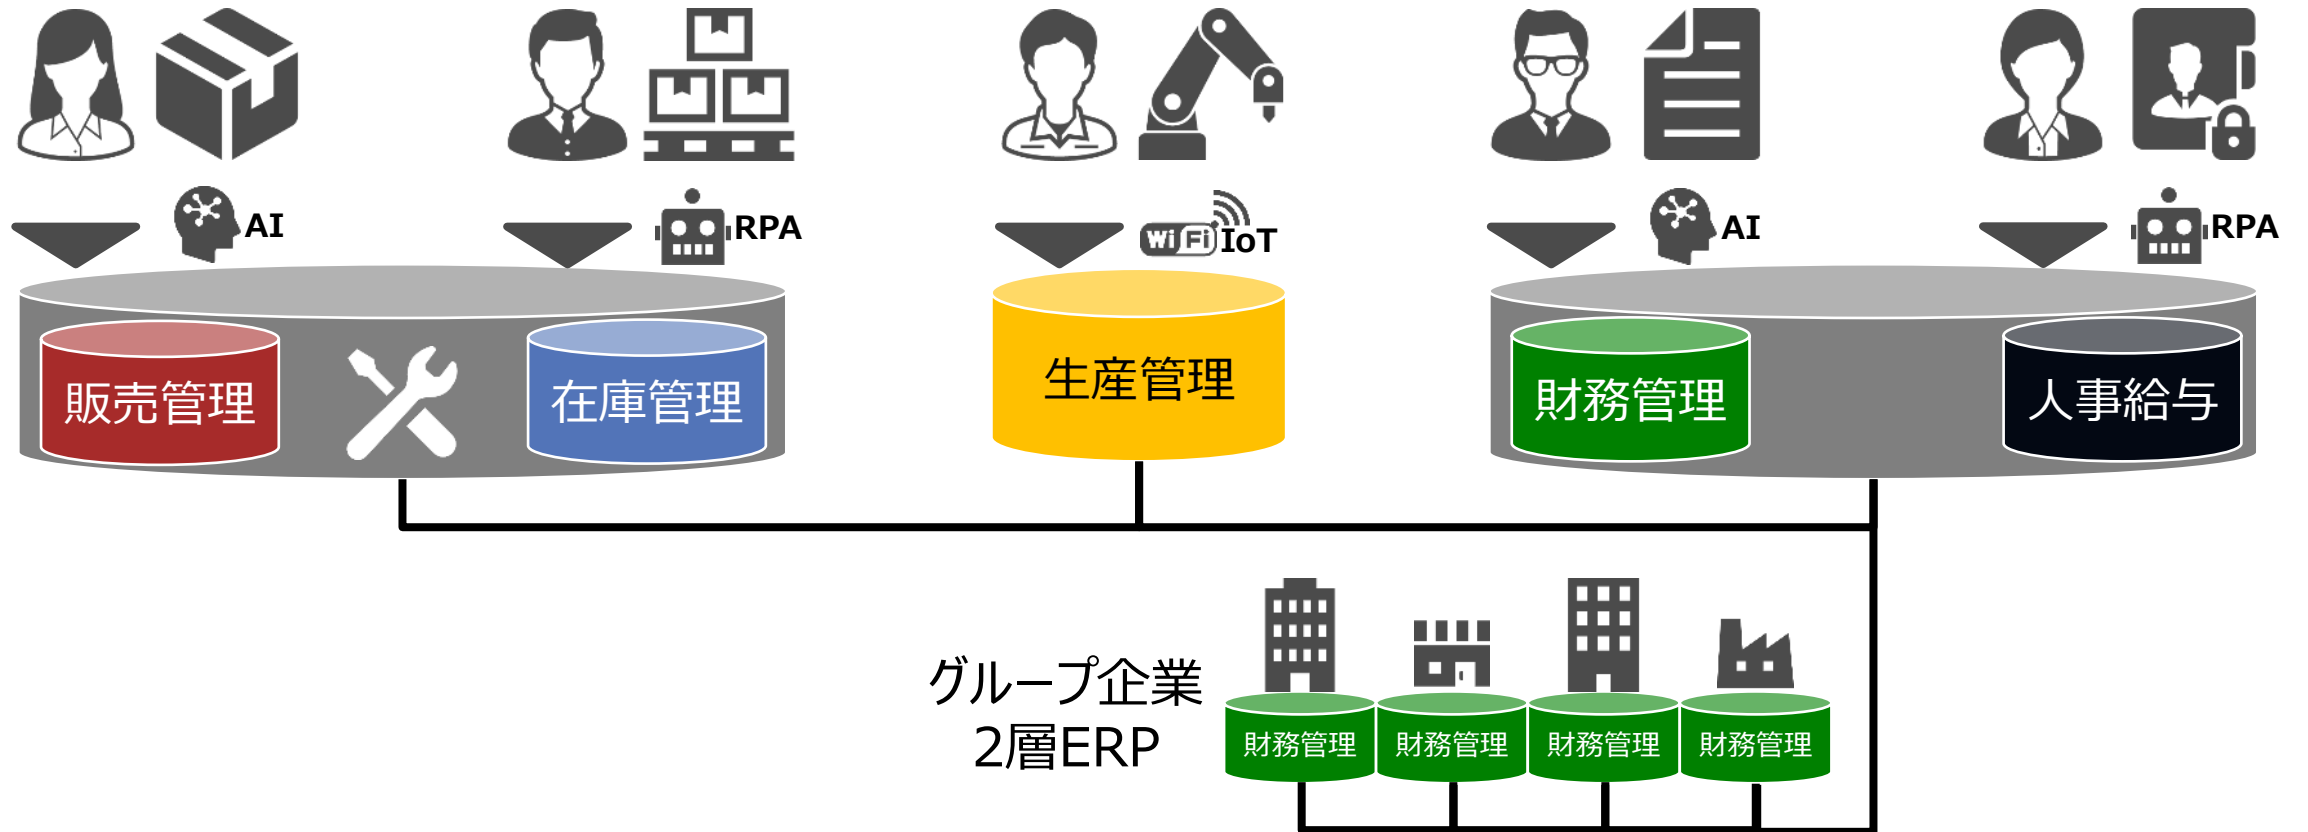 AI
RPA
WiFi
IoT
AI
RPA
販売管理
在庫管理
生産管理
財務管理
人事給与
グループ企業
2層ERP
財務管理
財務管理
財務管理
財務管理